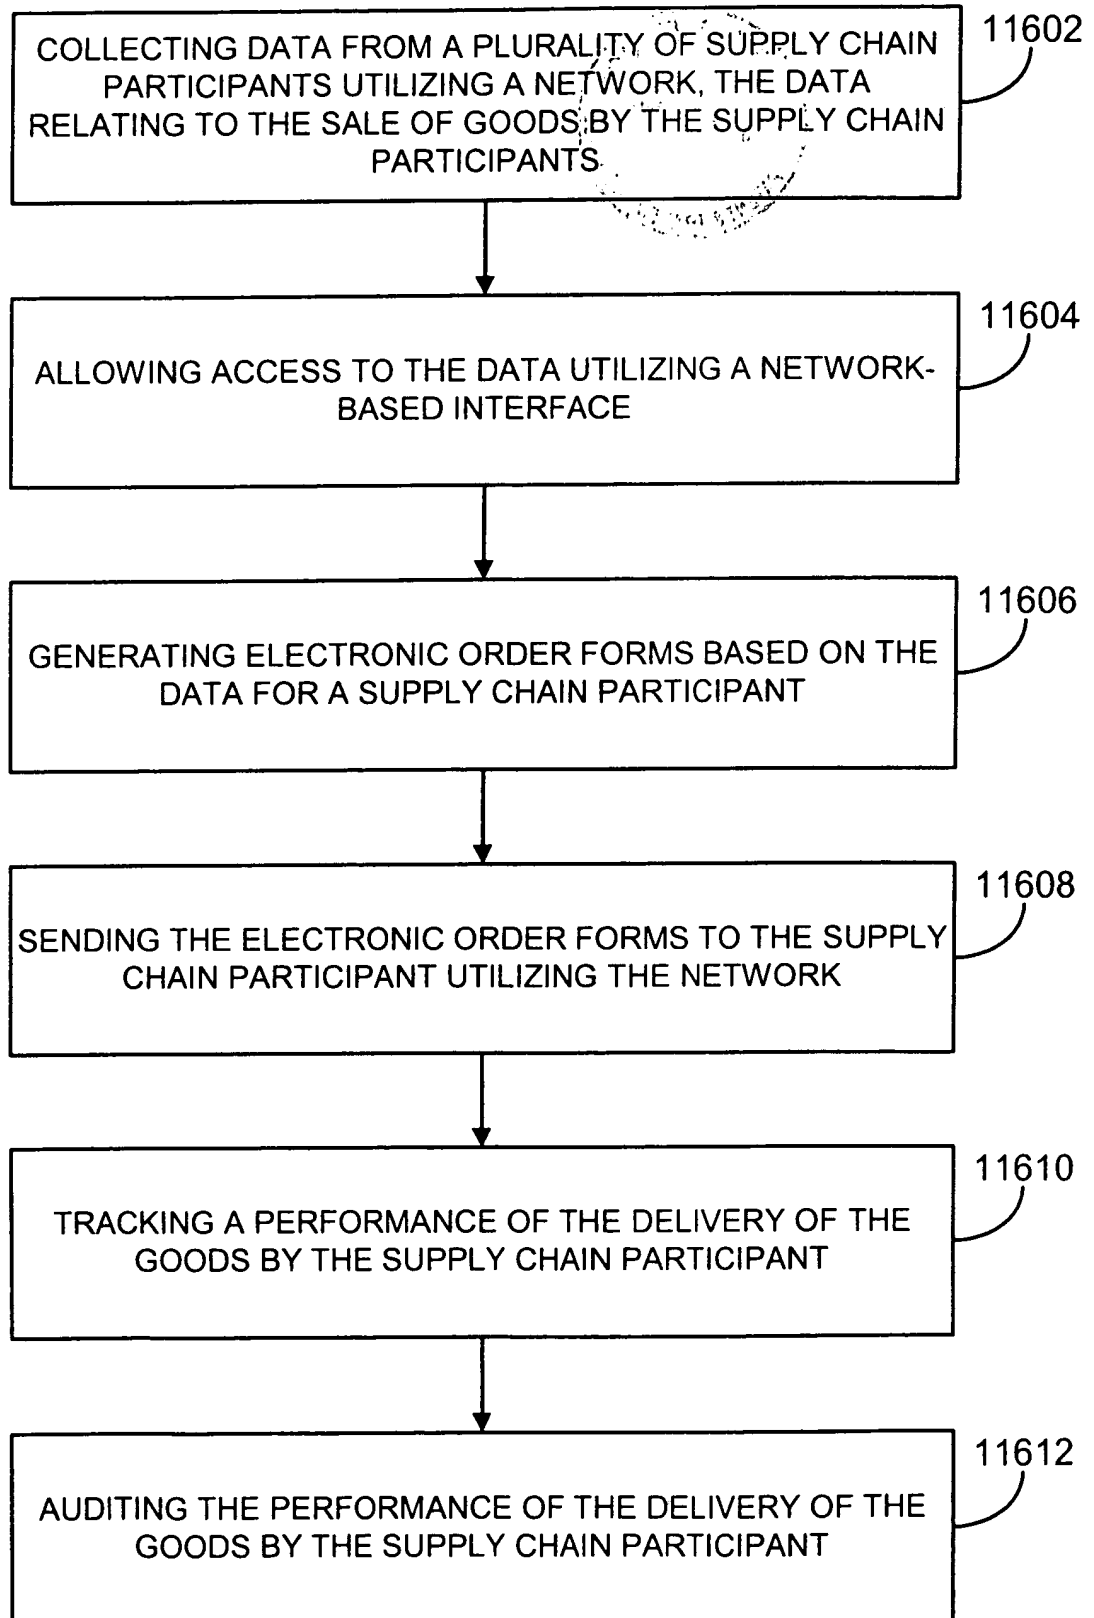 11602
COLLECTING DATA FROM A PLURALITY OF SUPPLY CHAIN
PARTICIPANTS UTILIZING A NETWORK, THE DATA
RELATING TO THE SALE OF GOODS BY THE SUPPLY CHAIN
PARTICIPANTS
11604
ALLOWING ACCESS TO THE DATA UTILIZING A NETWORK-
BASED INTERFACE
11606
GENERATING ELECTRONIC ORDER FORMS BASED ON THE
DATA FOR A SUPPLY CHAIN PARTICIPANT
11608
SENDING THE ELECTRONIC ORDER FORMS TO THE SUPPLY
CHAIN PARTICIPANT UTILIZING THE NETWORK
11610
TRACKING A PERFORMANCE OF THE DELIVERY OF THE
GOODS BY THE SUPPLY CHAIN PARTICIPANT
11612
AUDITING THE PERFORMANCE OF THE DELIVERY OF THE
GOODS BY THE SUPPLY CHAIN PARTICIPANT